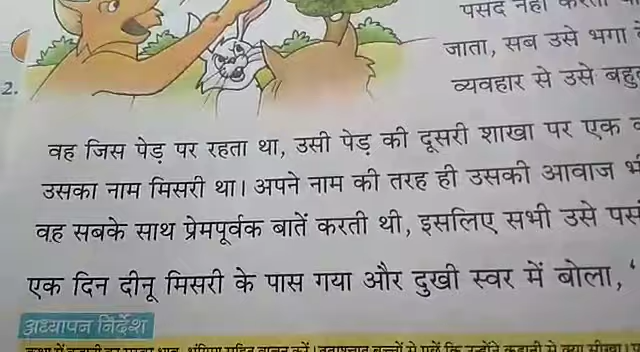 पसंद नहीं करता
जाता, सब उसे भगा
2.
व्यवहार से उसे बहु
वह जिस पेड़ पर रहता था, उसी पेड़ की दूसरी शाखा पर एक
उसका नाम मिसरी था। अपने नाम की तरह ही उसकी आवाज भी
वह सबके साथ प्रेमपूर्वक बातें करती थी, इसलिए सभी उसे पसं
एक दिन दीनू मिसरी के पास गया और दुखी स्वर में बोला, ‘
अध्यापन निर्देश